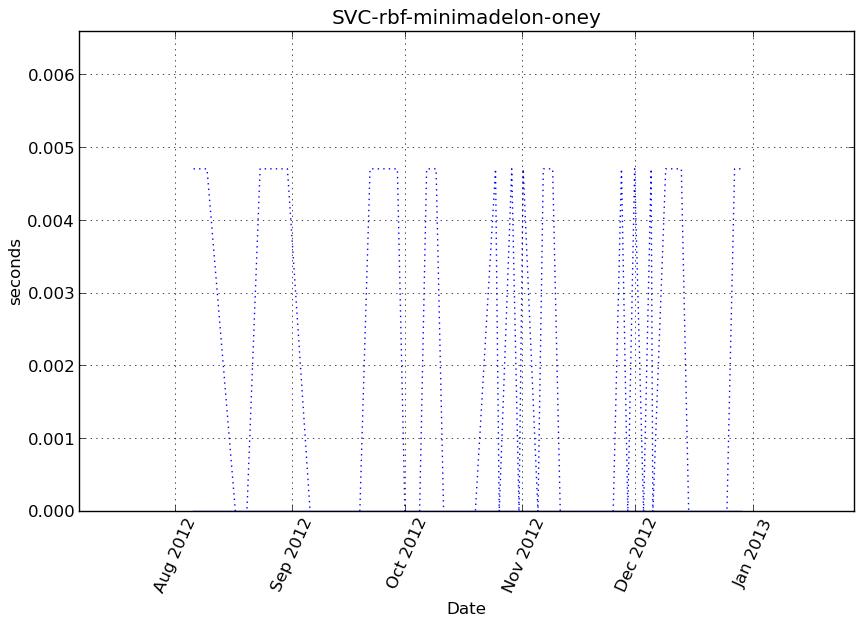 SVC-rbf-minimadelon-oney
0.006
0.005
0.004
0.003
0.002
0.001
0.000
seconds
Aug 2012
Sep 2012
Oct 2012
Nov 2012
Dec 2012
Jan 2013
Date